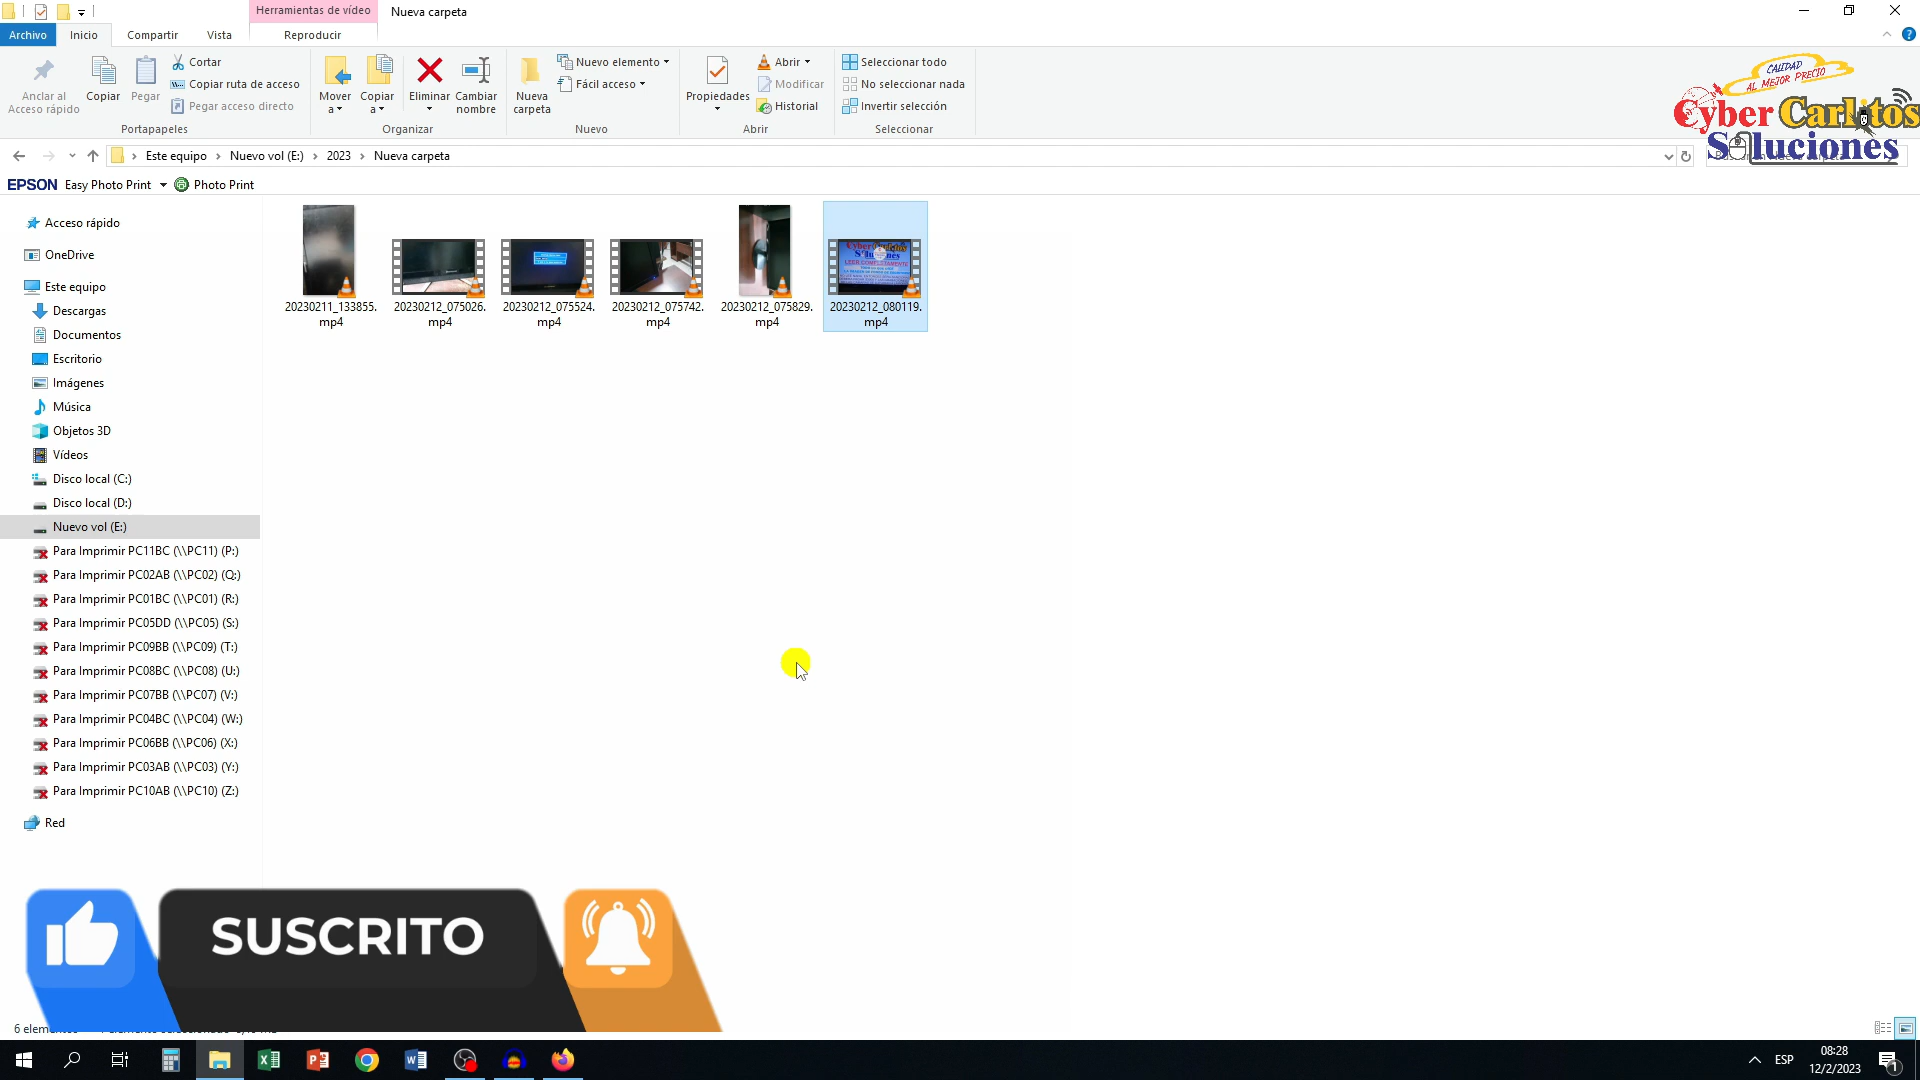 Herramientas de vídeo
Nueva carpeta
Archivo
Inicio
Compartir
Vista
Reproducir
Anclar al
Acceso rápido
Copiar
Pegar
Cortar
Copiar ruta de acceso
Pegar acceso directo
Portapapeles
Mover
a
Copiar
a
Eliminar
Cambiar
nombre
Organizar
Nueva
carpeta
Nuevo elemento
Fácil acceso
Nuevo
Propiedades
Abrir
Modificar
Historial
Abrir
Seleccionar todo
No seleccionar nada
Invertir selección
Seleccionar
CALIDAD
AL MEJOR PRECIO
Cyber Carlitos
Soluciones
Este equipo
Nuevo vol (E:)
2023
Nueva carpeta
EPSON
Easy Photo Print
Photo Print
Acceso rápido
OneDrive
Este equipo
Descargas
Documentos
Escritorio
Imágenes
Música
Objetos 3D
Vídeos
Disco local (C:)
Disco local (D:)
Nuevo vol (E:)
Para Imprimir PC11BC (\\PC11) (P:)
Para Imprimir PC02AB (\\PC02) (Q:)
Para Imprimir PC01BC (\\PC01) (R:)
Para Imprimir PC05DD (\\PC05) (S:)
Para Imprimir PC09BB (\\PC09) (T:)
Para Imprimir PC08BC (\\PC08) (U:)
Para Imprimir PC07BB (\\PC07) (V:)
Para Imprimir PC04BC (\\PC04) (W:)
Para Imprimir PC06BB (\\PC06) (X:)
Para Imprimir PC03AB (\\PC03) (Y:)
Para Imprimir PC10AB (\\PC10) (Z:)
Red
20230211_133855.
mp4
20230212_075026.
mp4
20230212_075524.
mp4
20230212_075742.
mp4
20230212_075829.
mp4
20230212_080119.
mp4
SUSCRITO
6 elem
ESP
08:28
12/2/2023
1